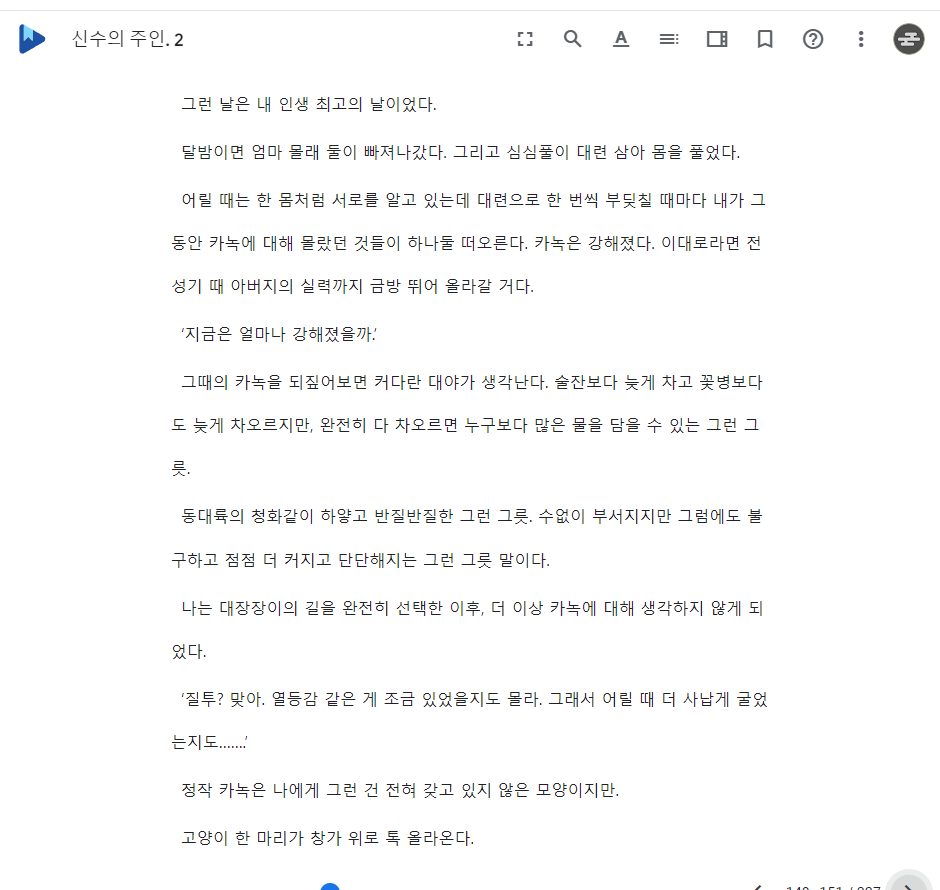 신수의 주인. 2
그런 날은 내 인생 최고의 날이었다.
달밤이면 엄마 몰래 둘이 빠져나갔다. 그리고 심심풀이 대련 삼아 몸을 풀었다.
어릴 때는 한 몸처럼 서로를 알고 있는데 대련으로 한 번씩 부딪칠 때마다 내가 그
동안 카녹에 대해 몰랐던 것들이 하나둘 떠오른다. 카녹은 강해졌다. 이대로라면 전
성기 때 아버지의 실력까지 금방 뛰어 올라갈 거다.
‘지금은 얼마나 강해졌을까.’
그때의 카녹을 되짚어보면 커다란 대야가 생각난다. 술잔보다 늦게 차고 꽃병보다
도 늦게 차오르지만, 완전히 다 차오르면 누구보다 많은 물을 담을 수 있는 그런 그
릇.
동대륙의 청화같이 하얗고 반질반질한 그런 그릇. 수없이 부서지지만 그럼에도 불
구하고 점점 더 커지고 단단해지는 그런 그릇 말이다.
나는 대장장이의 길을 완전히 선택한 이후, 더 이상 카녹에 대해 생각하지 않게 되
었다.
‘질투? 맞아. 열등감 같은 게 조금 있었을지도 몰라. 그래서 어릴 때 더 사납게 굴었
는지도…….’
정작 카녹은 나에게 그런 건 전혀 갖고 있지 않은 모양이지만.
고양이 한 마리가 창가 위로 톡 올라온다.